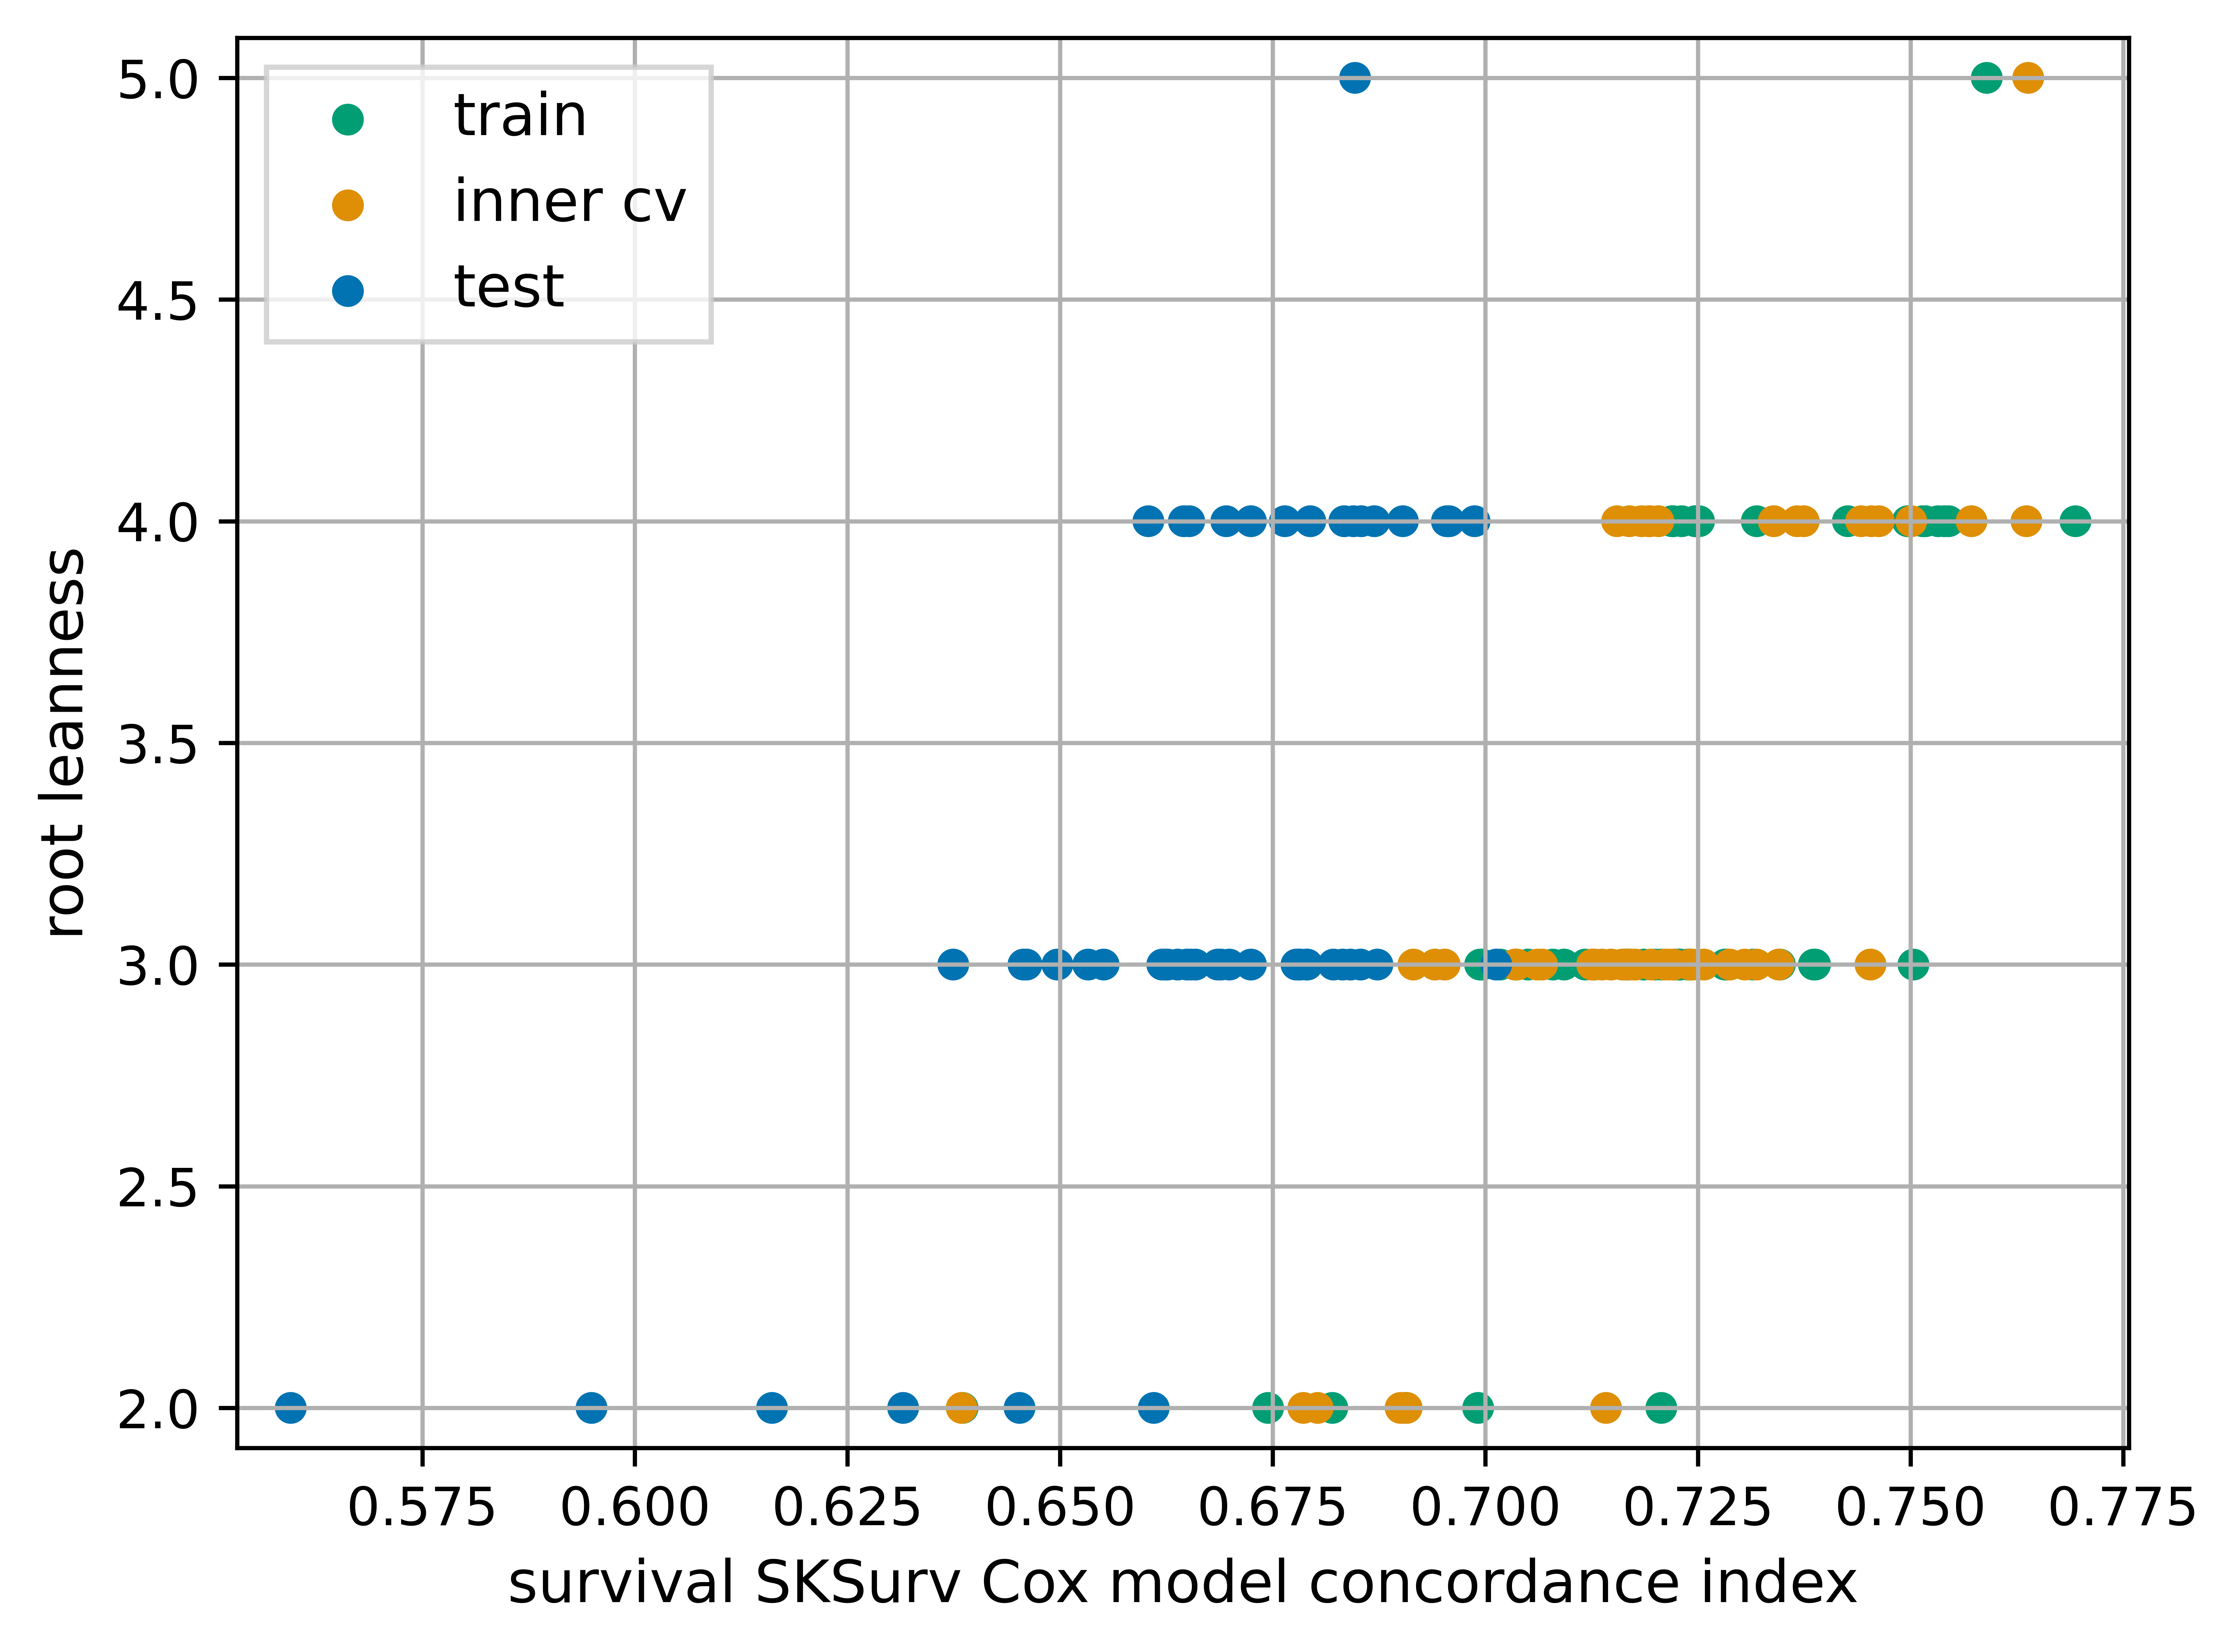 train
inner cv
test
5.0
4.5
4.0
3.5
3.0
2.5
2.0
root leanness
0.575 0.600 0.625 0.650 0.675 0.700 0.725 0.750 0.775
survival SKSurv Cox model concordance index